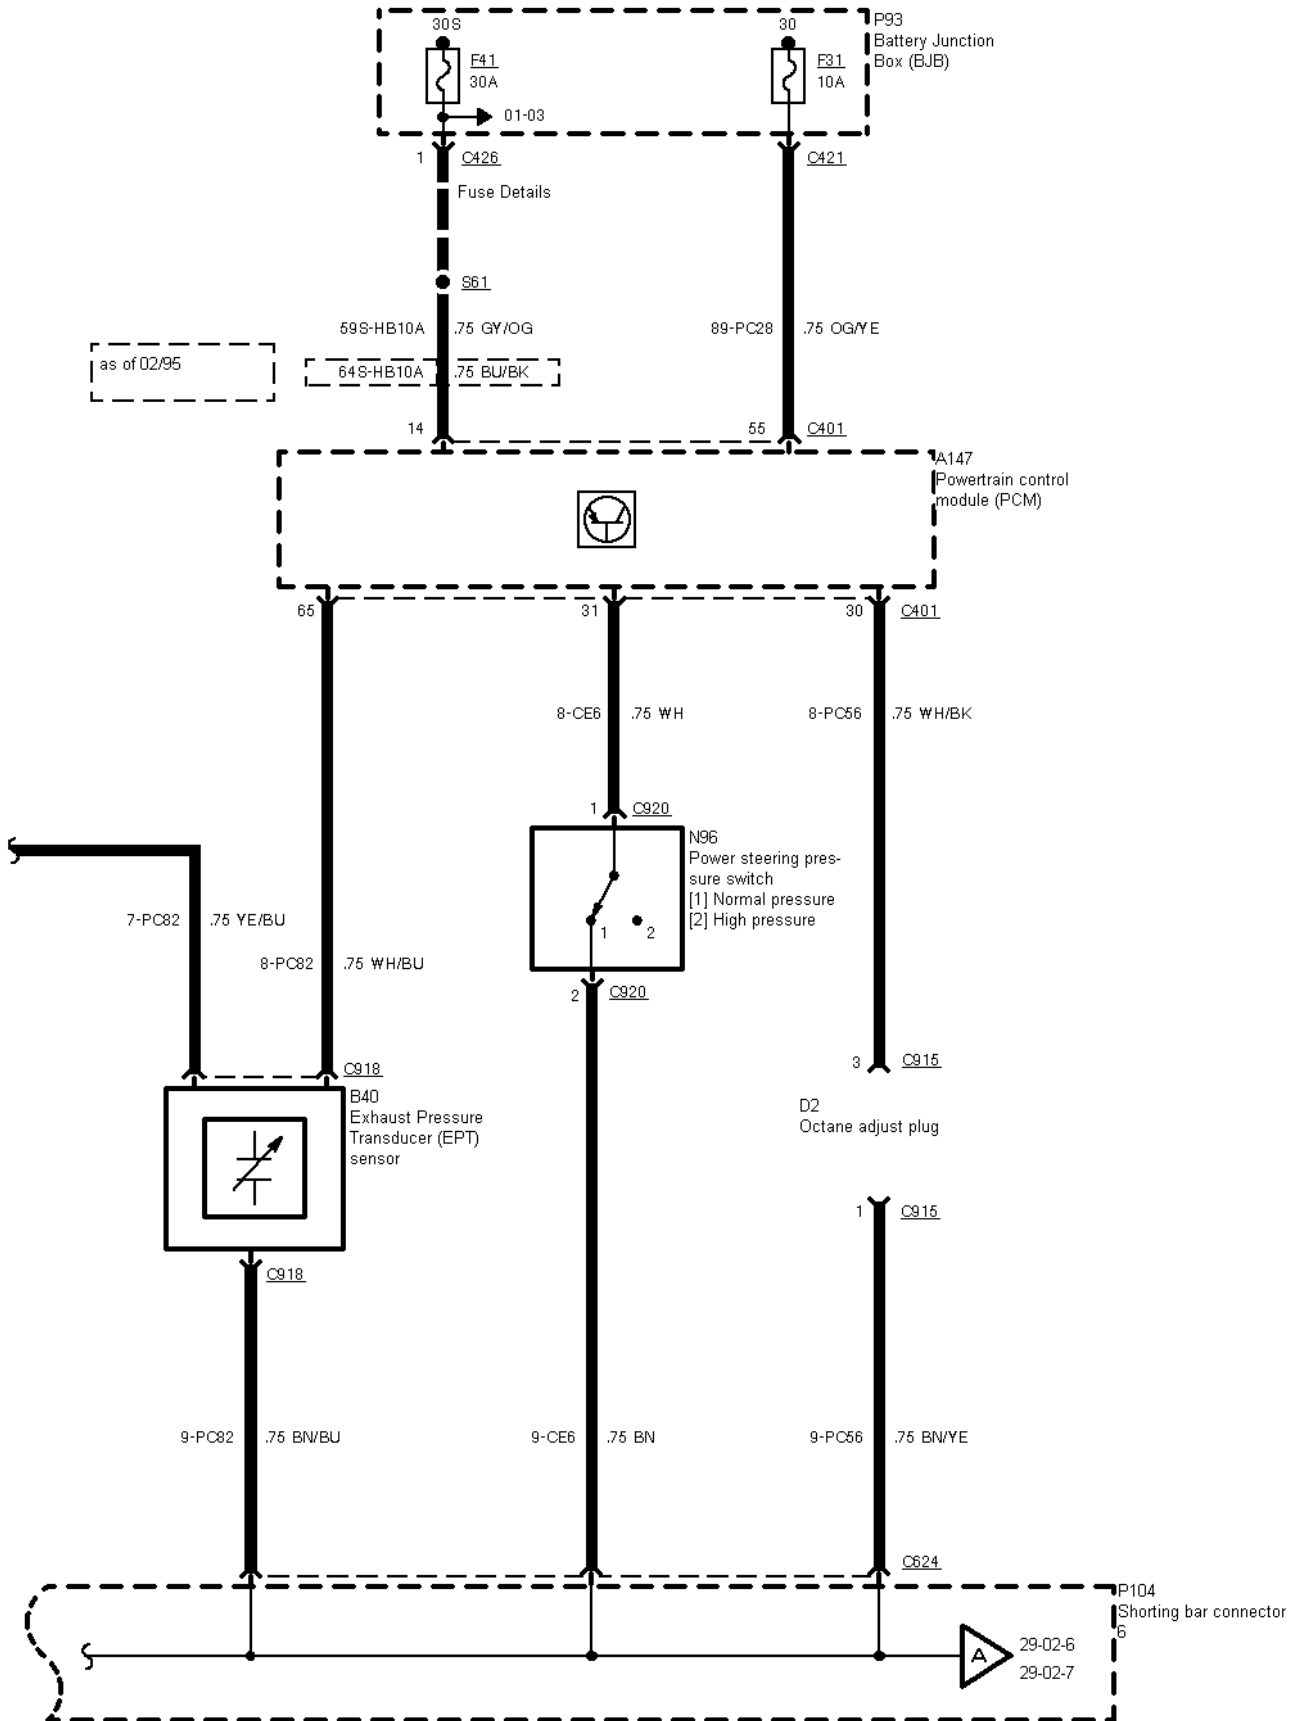 30S
30
P93
Battery Junction
Box (BJB)
F41
30A
F31
10A
01-03
1
C426
C421
Fuse Details
S61
59S-HB10A
.75 GY/OG
89-PC28
.75 OG/YE
as of 02/95
64S-HB10A
.75 BU/BK
14
55
C401
A147
Powertrain control
module (PCM)
65
31
30
C401
8-CE6
.75 WH
8-PC56
.75 WH/BK
1
C920
N96
Power steering pres-
sure switch
[1] Normal pressure
[2] High pressure
1
2
7-PC82
.75 YE/BU
8-PC82
.75 WH/BU
2
C920
C918
3
C915
B40
Exhaust Pressure
Transducer (EPT)
sensor
D2
Octane adjust plug
1
C915
C918
9-PC82
.75 BN/BU
9-CE6
.75 BN
9-PC56
.75 BN/YE
C624
P104
Shorting bar connector
6
A
29-02-6
29-02-7